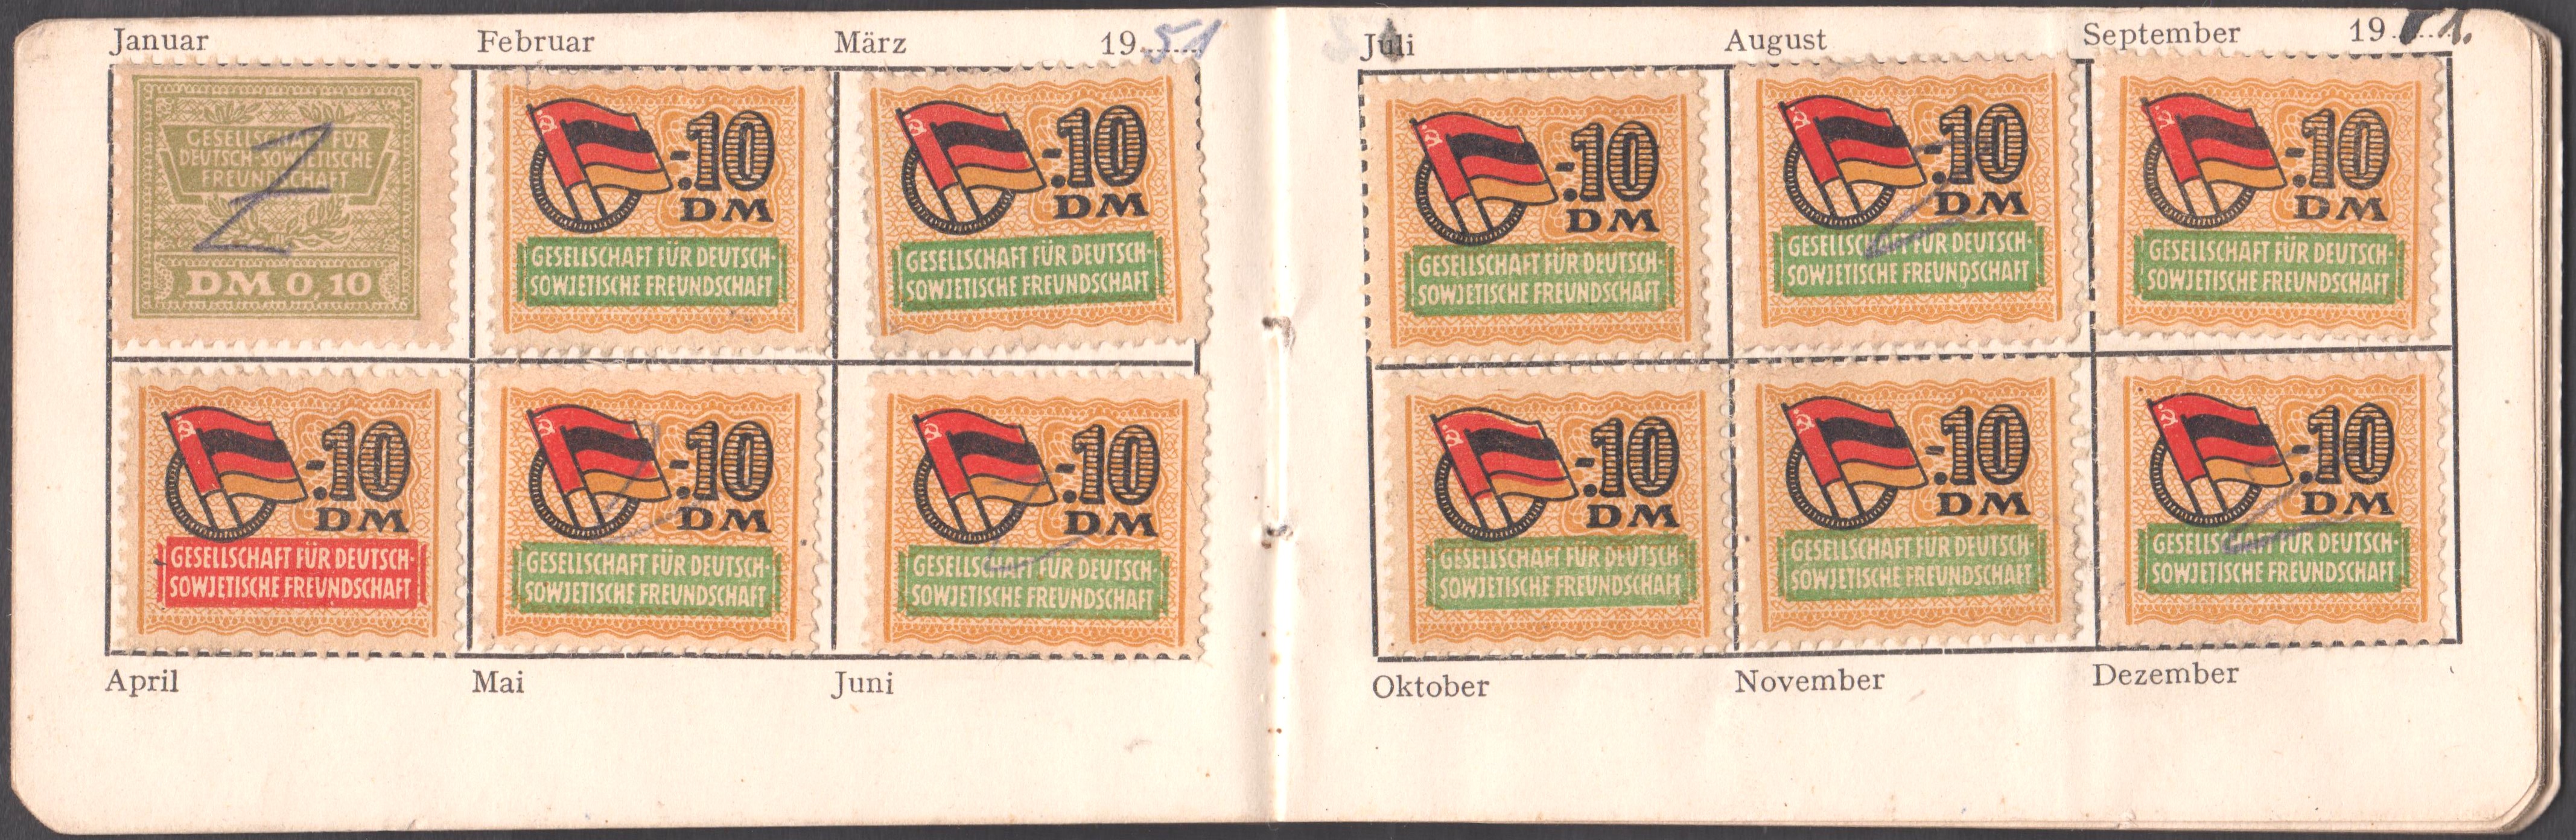 Januar Februar März 1951
GESELLSCHAFT FÜR
DEUTSCH-SOWJETISCHE
FREUNDSCHAFT
DM 0,10
-.10
DM
GESELLSCHAFT FÜR DEUTSCH-
SOWJETISCHE FREUNDSCHAFT
-.10
DM
GESELLSCHAFT FÜR DEUTSCH-
SOWJETISCHE FREUNDSCHAFT
-.10
DM
GESELLSCHAFT FÜR DEUTSCH-
SOWJETISCHE FREUNDSCHAFT
-.10
DM
GESELLSCHAFT FÜR DEUTSCH-
SOWJETISCHE FREUNDSCHAFT
-.10
DM
GESELLSCHAFT FÜR DEUTSCH-
SOWJETISCHE FREUNDSCHAFT
April Mai Juni
Juli August September 19
-.10
DM
GESELLSCHAFT FÜR DEUTSCH-
SOWJETISCHE FREUNDSCHAFT
-.10
DM
GESELLSCHAFT FÜR DEUTSCH-
SOWJETISCHE FREUNDSCHAFT
-.10
DM
GESELLSCHAFT FÜR DEUTSCH-
SOWJETISCHE FREUNDSCHAFT
-.10
DM
GESELLSCHAFT FÜR DEUTSCH-
SOWJETISCHE FREUNDSCHAFT
-.10
DM
GESELLSCHAFT FÜR DEUTSCH-
SOWJETISCHE FREUNDSCHAFT
-.10
DM
GESELLSCHAFT FÜR DEUTSCH-
SOWJETISCHE FREUNDSCHAFT
Oktober November Dezember